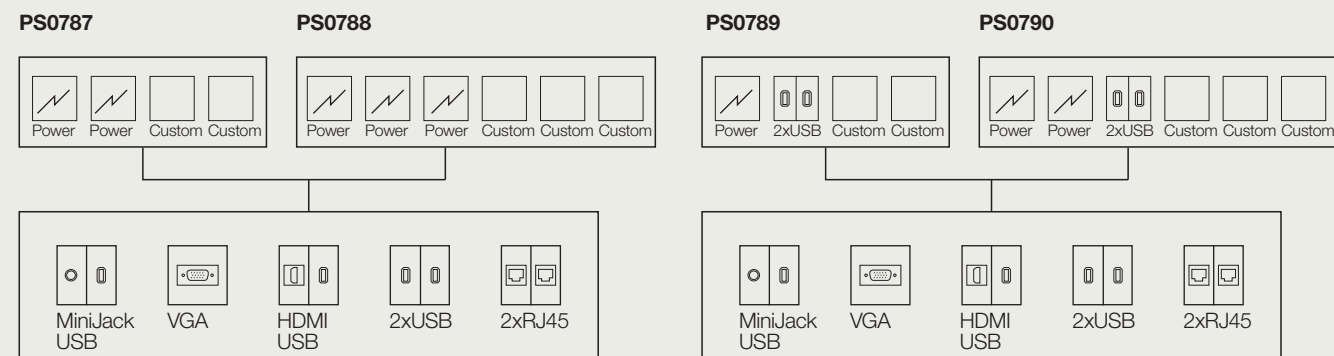 PS0787 PS0788 PS0789 PS0790
Power Power Custom Custom Power Power Power Custom Custom Custom Power 2xUSB Custom Custom Power Power 2xUSB Custom Custom Custom
MiniJack VGA HDMI 2xUSB 2xRJ45 MiniJack VGA HDMI 2xUSB 2xRJ45
USB USB USB USB